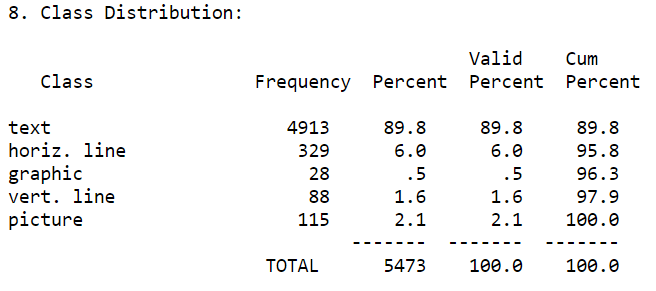 8. Class Distribution:
Valid Cum
Class Frequency Percent Percent Percent
text 4913 89.8 89.8 89.8
horiz. line 329 6.0 6.0 95.8
graphic 28 .5 .5 96.3
vert. line 88 1.6 1.6 97.9
picture 115 2.1 2.1 100.0
------- ------- -------
TOTAL 5473 100.0 100.0